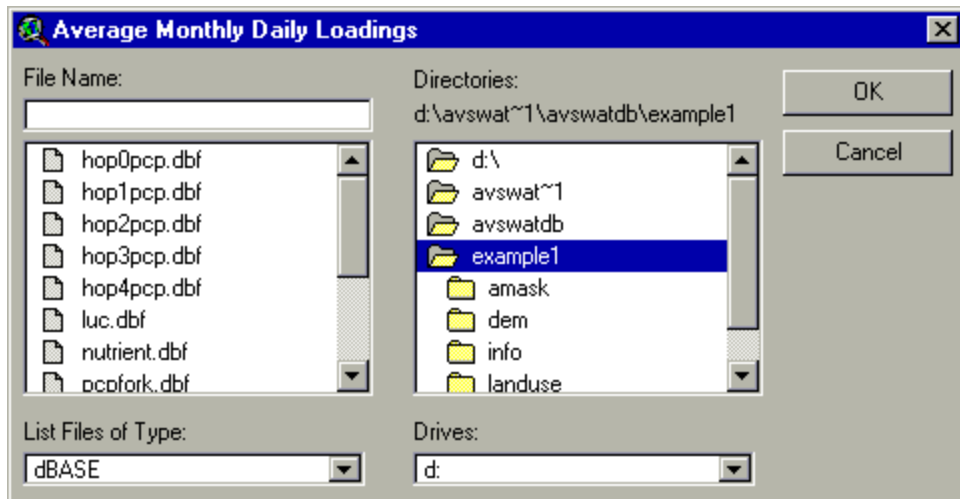 Average Monthly Daily Loadings
File Name:
hop0pcp.dbf
hop1pcp.dbf
hop2pcp.dbf
hop3pcp.dbf
hop4pcp.dbf
luc.dbf
nutrient.dbf
pcpfork.dbf
List Files of Type:
dBASE
Directories:
d:\avswat~1\avswatdb\example1
d:\
avswat~1
avswatdb
example1
amask
dem
info
landuse
Drives:
d:
OK
Cancel